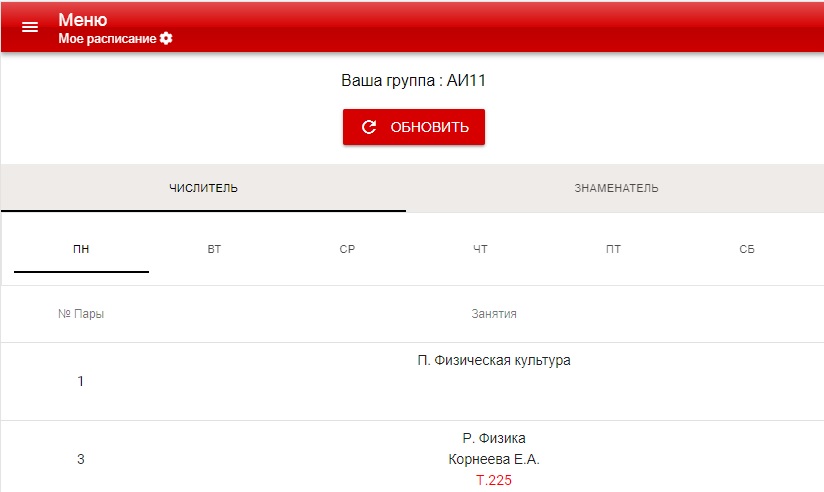 Меню
Мое расписание
Ваша группа : АИ11
ОБНОВИТЬ
ЧИСЛИТЕЛЬ ЗНАМЕНАТЕЛЬ
ПН ВТ СР ЧТ ПТ СБ
№ Пары Занятия
П. Физическая культура
1
Р. Физика
3 Корнеева Е.А.
Т.225